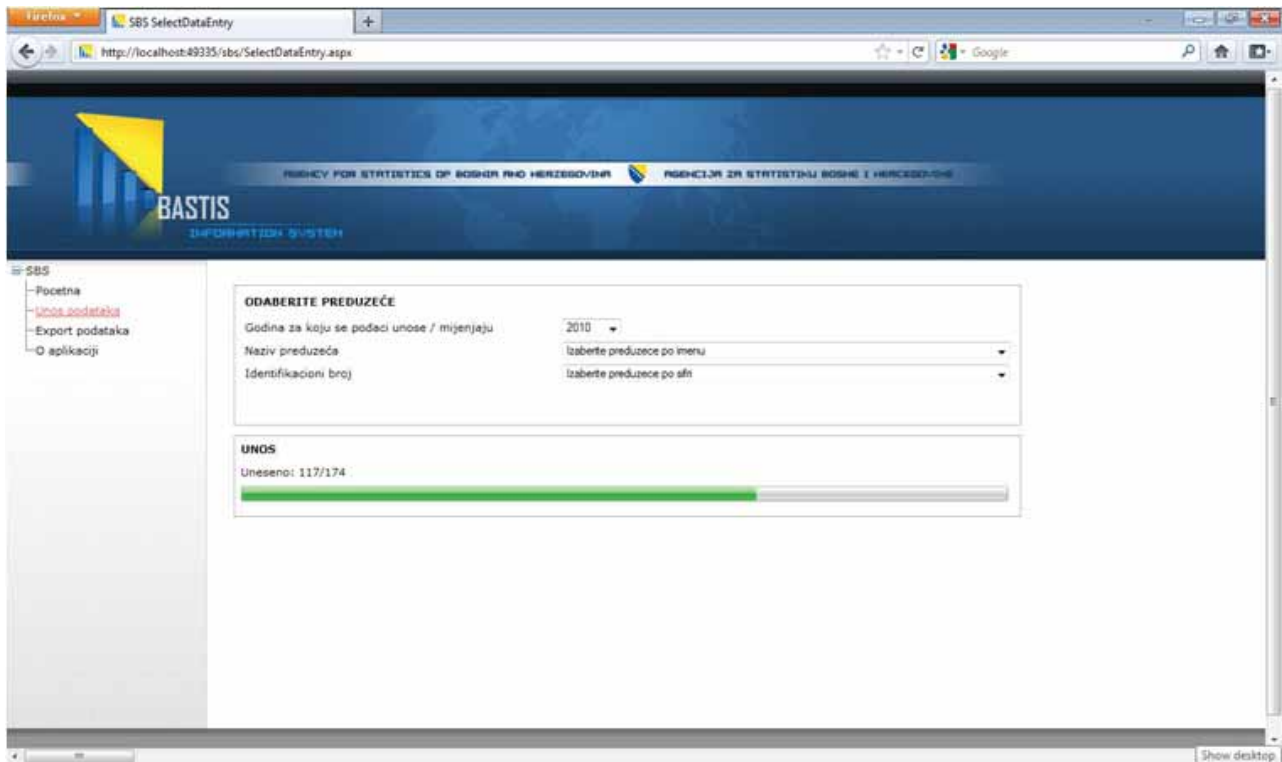 Firefox
SBS SelectDataEntry
http://localhost:49335/sbs/SelectDataEntry.aspx
Google
AGENCY FOR STATISTICS OF BOSNIA AND HERZEGOVINA
AGENCIJA ZA STATISTIKU BOSNE I HERCEGOVINE
BASTIS
INFORMATION SYSTEM
SBS
Pocetna
Unos podataka
Export podataka
O aplikaciji
ODABERITE PREDUZEĆE
Godina za koju se podaci unose / mijenjaju 2010
Naziv preduzeća Izaberite preduzece po imenu
Identifikacioni broj Izaberite preduzece po sifri
UNOS
Uneseno: 117/174
Show desktop